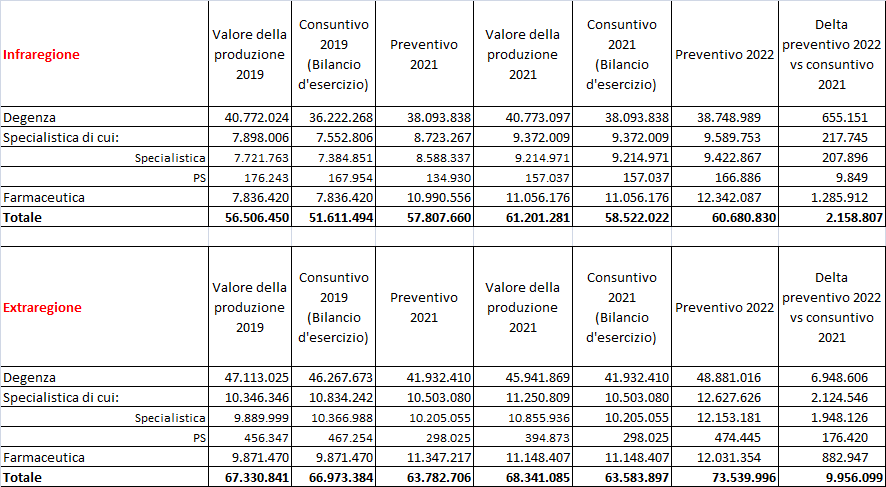 Infraregione Valore della produzione 2019 Consuntivo 2019 (Bilancio d'esercizio) Preventivo 2021 Valore della produzione 2021 Consuntivo 2021 (Bilancio d'esercizio) Preventivo 2022 Delta preventivo 2022 vs consuntivo 2021
Degenza 40.772.024 36.222.268 38.093.838 40.773.097 38.093.838 38.748.989 655.151
Specialistica di cui: 7.898.006 7.552.806 8.723.267 9.372.009 9.372.009 9.589.753 217.745
Specialistica 7.721.763 7.384.851 8.588.337 9.214.971 9.214.971 9.422.867 207.896
PS 176.243 167.954 134.930 157.037 157.037 166.886 9.849
Farmaceutica 7.836.420 7.836.420 10.990.556 11.056.176 11.056.176 12.342.087 1.285.912
Totale 56.506.450 51.611.494 57.807.660 61.201.281 58.522.022 60.680.830 2.158.807
Extraregione Valore della produzione 2019 Consuntivo 2019 (Bilancio d'esercizio) Preventivo 2021 Valore della produzione 2021 Consuntivo 2021 (Bilancio d'esercizio) Preventivo 2022 Delta preventivo 2022 vs consuntivo 2021
Degenza 47.113.025 46.267.673 41.932.410 45.941.869 41.932.410 48.881.016 6.948.606
Specialistica di cui: 10.346.346 10.834.242 10.503.080 11.250.809 10.503.080 12.627.626 2.124.546
Specialistica 9.889.999 10.366.988 10.205.055 10.855.936 10.205.055 12.153.181 1.948.126
PS 456.347 467.254 298.025 394.873 298.025 474.445 176.420
Farmaceutica 9.871.470 9.871.470 11.347.217 11.148.407 11.148.407 12.031.354 882.947
Totale 67.330.841 66.973.384 63.782.706 68.341.085 63.583.897 73.539.996 9.956.099